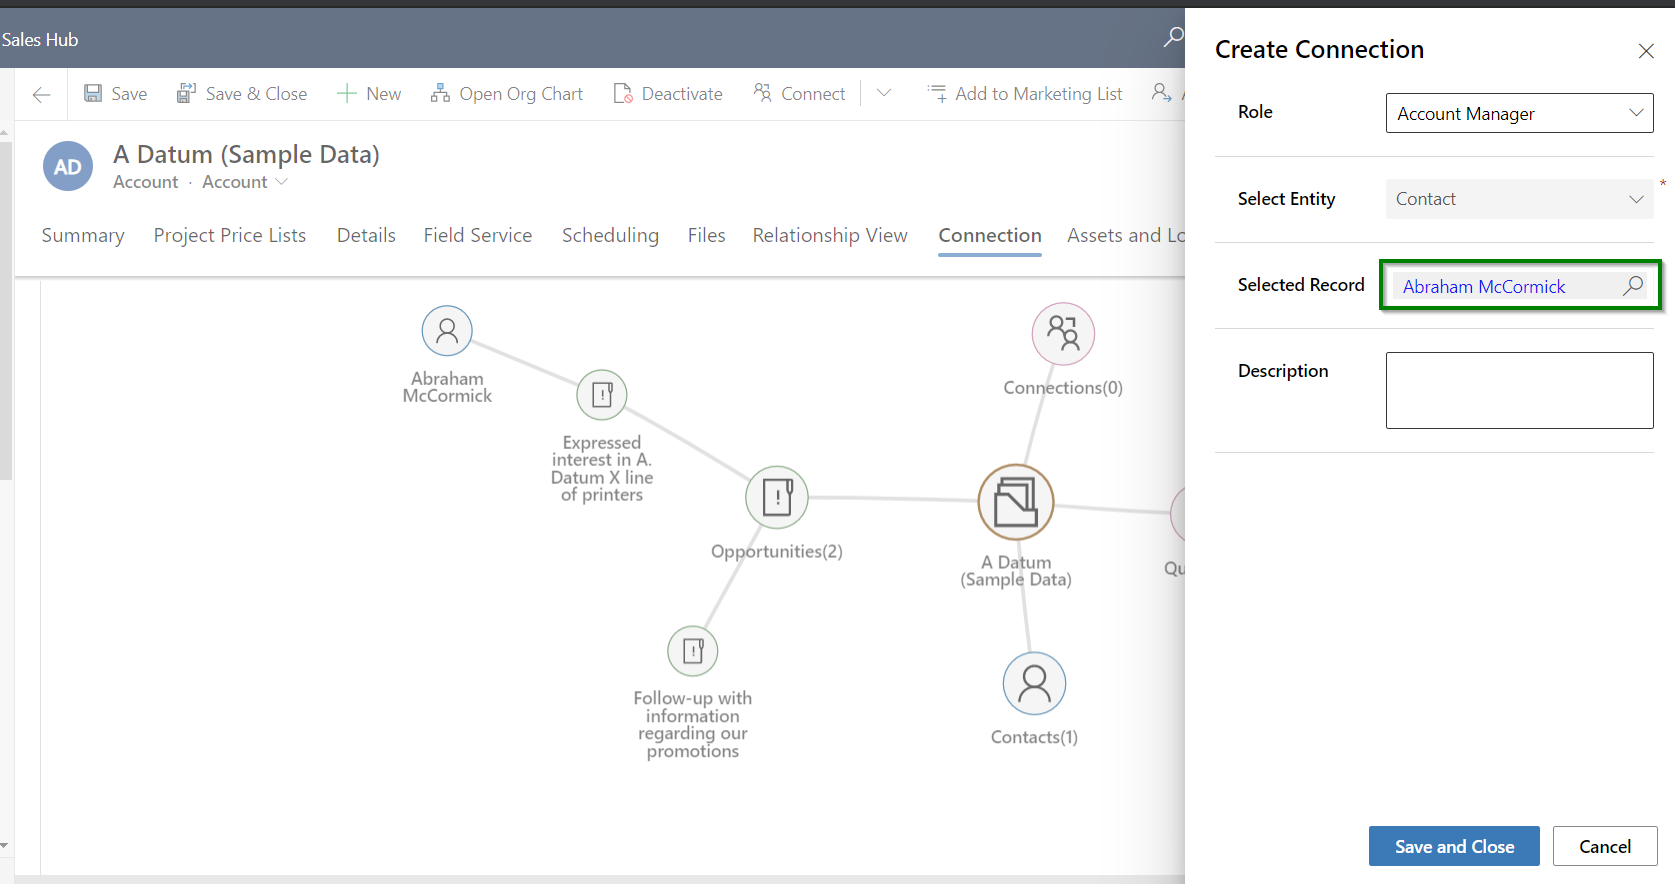 Sales Hub
Save
Save & Close
New
Open Org Chart
Deactivate
Connect
Add to Marketing List
AD
A Datum (Sample Data)
Account · Account
Summary
Project Price Lists
Details
Field Service
Scheduling
Files
Relationship View
Connection
Assets and Lo
Abraham
McCormick
Expressed
interest in A.
Datum X line
of printers
Opportunities(2)
Follow-up with
information
regarding our
promotions
Connections(0)
A Datum
(Sample Data)
Qu
Contacts(1)
Create Connection
Role
Account Manager
Select Entity
Contact
*
Selected Record
Abraham McCormick
Description
Save and Close
Cancel